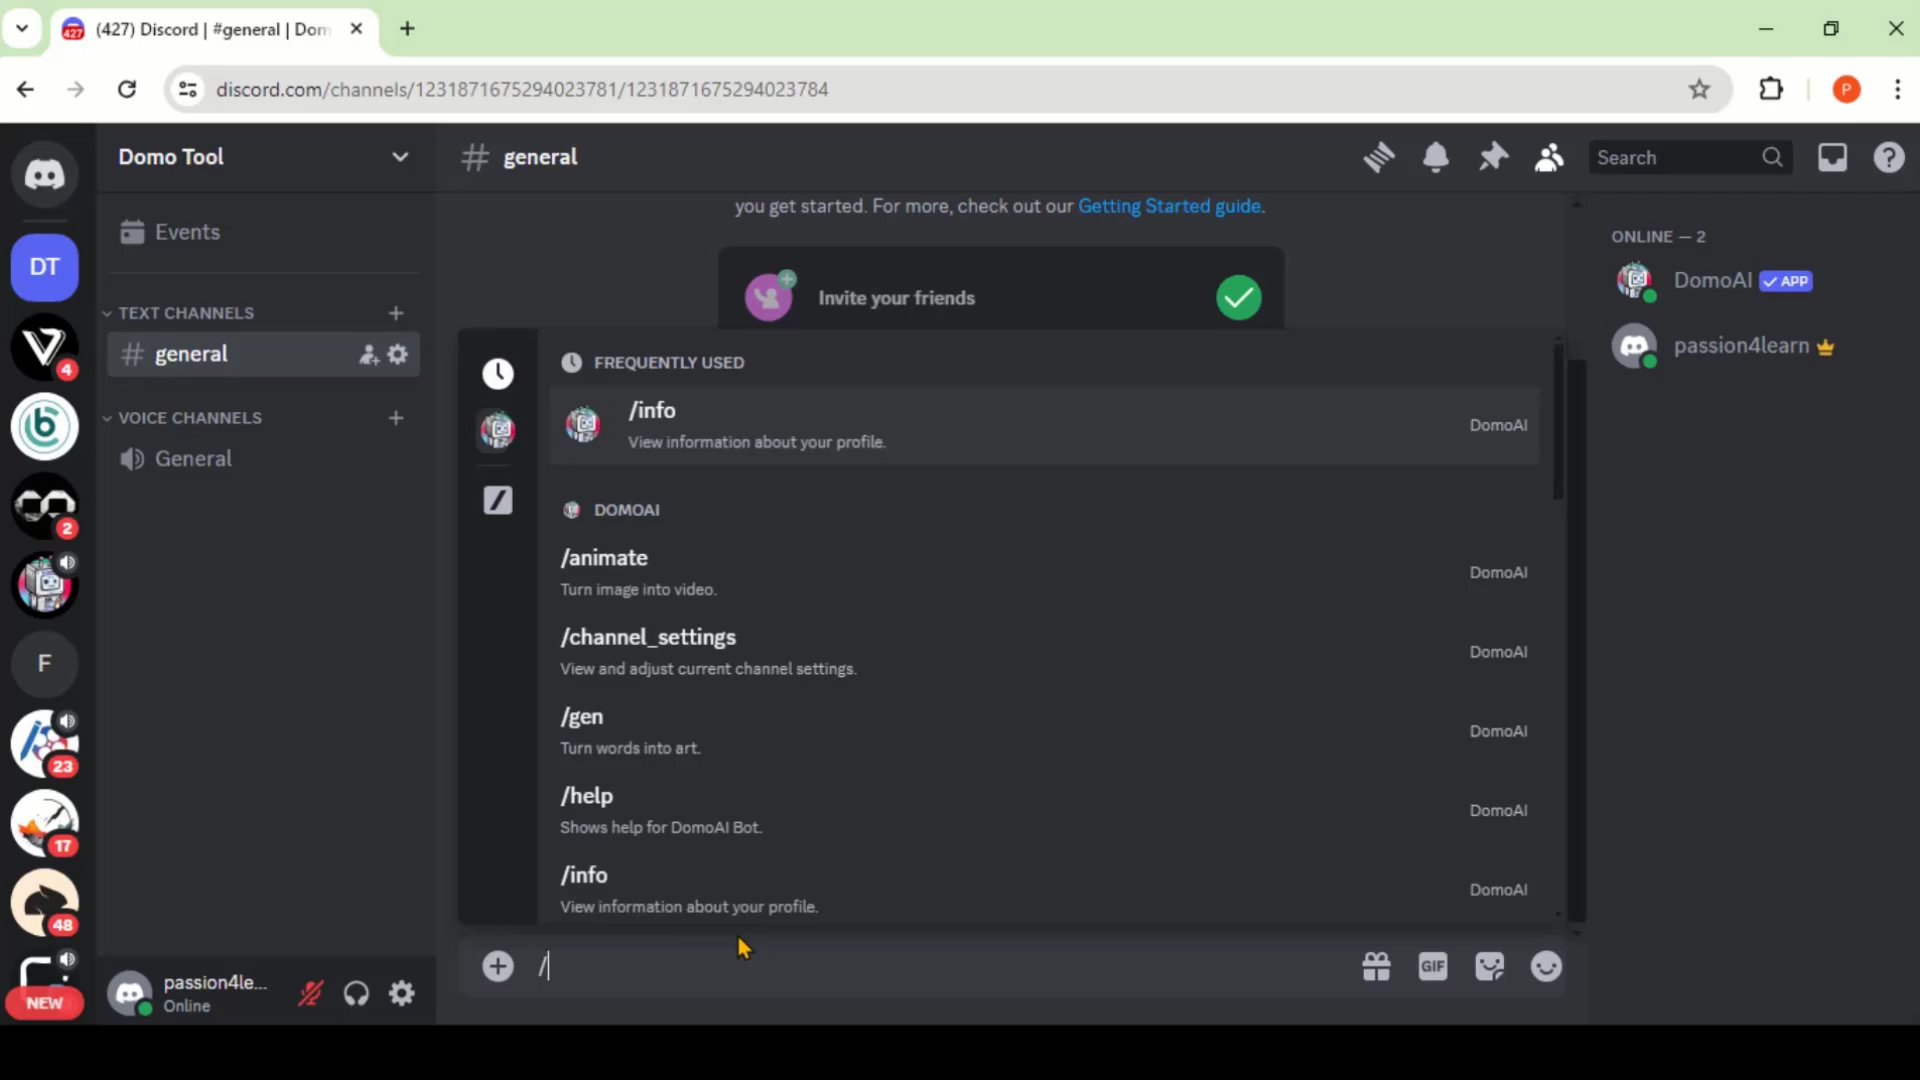 (427) Discord | #general | Dom
discord.com/channels/1231871675294023781/1231871675294023784
P
Domo Tool
general
Search
Events
you get started. For more, check out our Getting Started guide.
ONLINE — 2
DT
DomoAI APP
Invite your friends
TEXT CHANNELS
general
passion4learn
4
FREQUENTLY USED
/info
DomoAI
View information about your profile.
VOICE CHANNELS
General
2
DOMOAI
/animate
DomoAI
Turn image into video.
/channel_settings
DomoAI
View and adjust current channel settings.
F
/gen
DomoAI
Turn words into art.
23
/help
DomoAI
Shows help for DomoAI Bot.
17
/info
DomoAI
View information about your profile.
48
/
GIF
passion4le...
Online
NEW